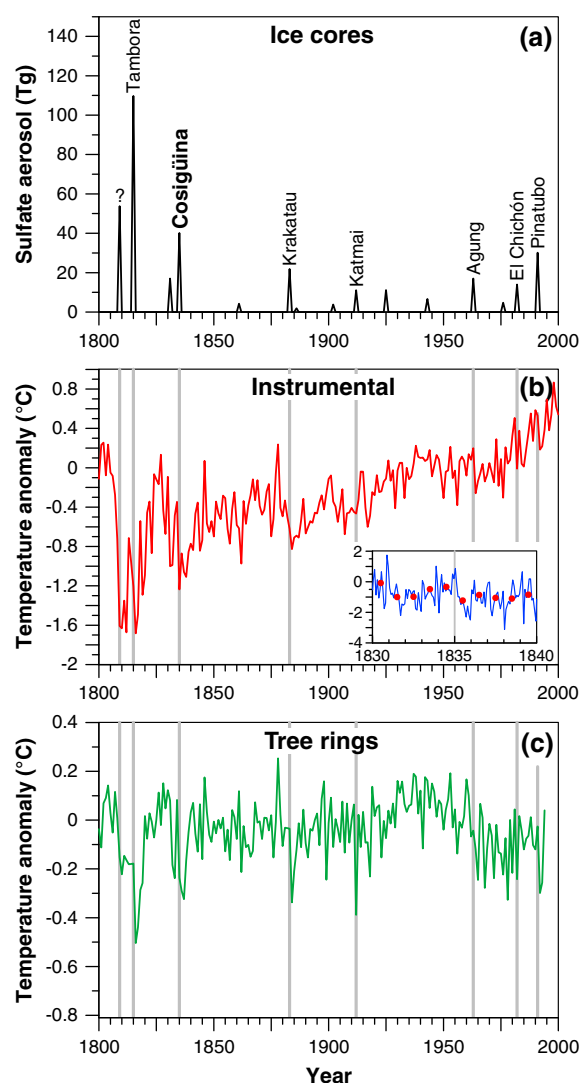 Ice cores
(a)
Sulfate aerosol (Tg)
140
120
100
80
60
40
20
0
?
Tambora
Cosigüina
Krakatau
Katmai
Agung
El Chichón
Pinatubo
1800
1850
1900
1950
2000
Instrumental
(b)
Temperature anomaly (°C)
0.8
0.4
0
-0.4
-0.8
-1.2
-1.6
-2
2
0
-2
-4
1830
1835
1840
1800
1850
1900
1950
2000
Tree rings
(c)
Temperature anomaly (°C)
0.4
0.2
0
-0.2
-0.4
-0.6
-0.8
1800
1850
1900
1950
2000
Year